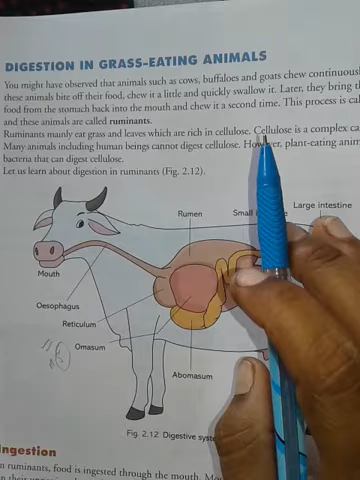 DIGESTION IN GRASS-EATING ANIMALS
You might have observed that animals such as cows, buffaloes and goats chew continuous
these animals bite off their food, chew it a little and quickly swallow it. Later, they bring th
food from the stomach back into the mouth and chew it a second time. This process is cal
and these animals are called ruminants.
Ruminants mainly eat grass and leaves which are rich in cellulose. Cellulose is a complex ca
Many animals including human beings cannot digest cellulose. However, plant-eating anim
bacteria that can digest cellulose.
Let us learn about digestion in ruminants (Fig. 2.12).
Large intestine
Rumen
Small
Mouth
Oesophagus
Reticulum
Omasum
Abomasum
Fig. 2.12 Digestive syste
Ingestion
n ruminants, food is ingested through the mouth.